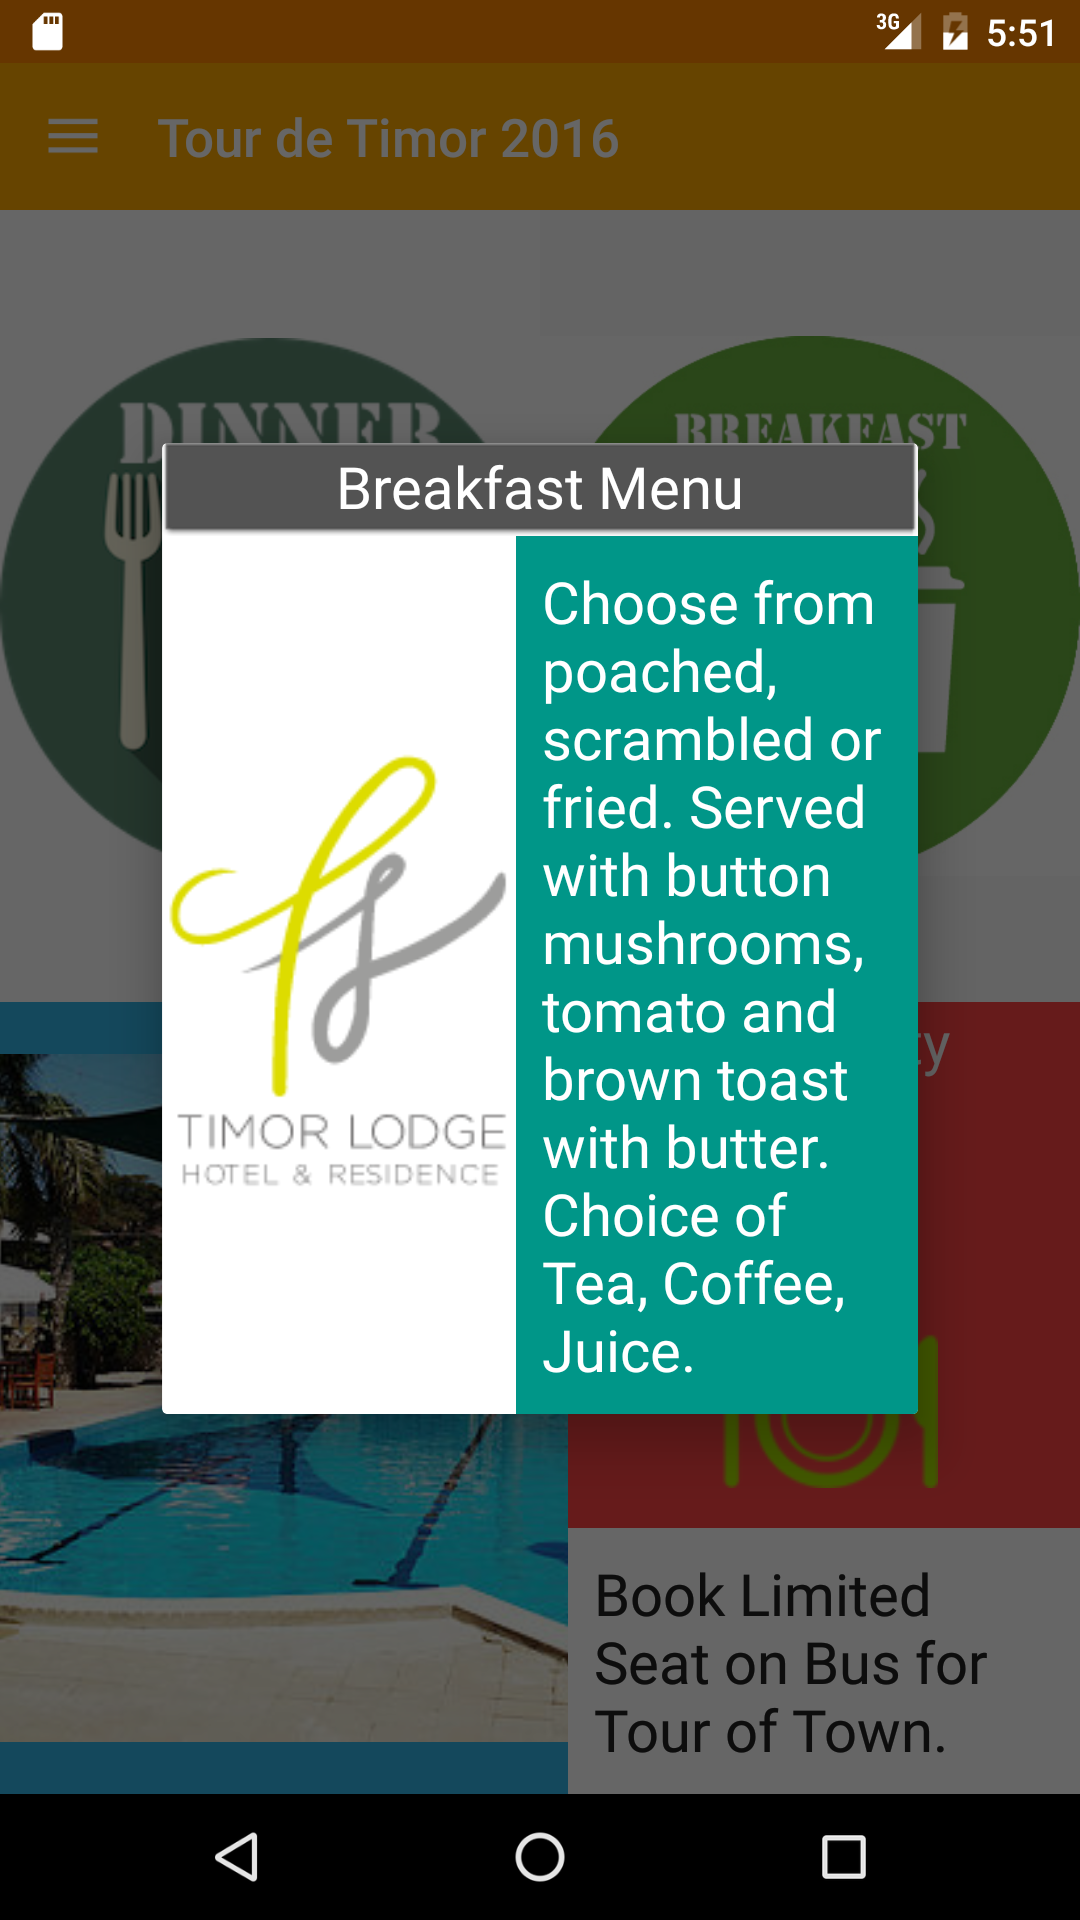 3G 5:51
Tour de Timor 2016
DINNER
BREAKFAST
Breakfast Menu
Choose from
poached,
scrambled or
fried. Served
with button
mushrooms,
tomato and
brown toast
with butter.
Choice of
Tea, Coffee,
Juice.
TIMOR LODGE
HOTEL & RESIDENCE
ty
Book Limited
Seat on Bus for
Tour of Town.